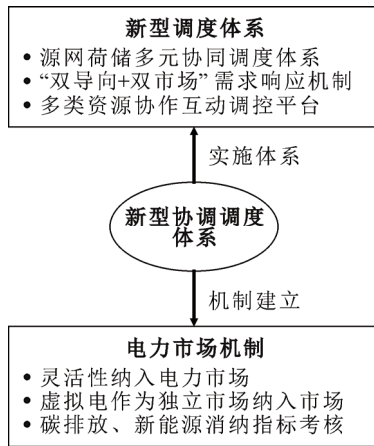 新型调度体系
• 源网荷储多元协同调度体系
• “双导向+双市场” 需求响应机制
• 多类资源协作互动调控平台
实施体系
新型协调调度
体系
机制建立
电力市场机制
• 灵活性纳入电力市场
• 虚拟电作为独立市场纳入市场
• 碳排放、新能源消纳指标考核